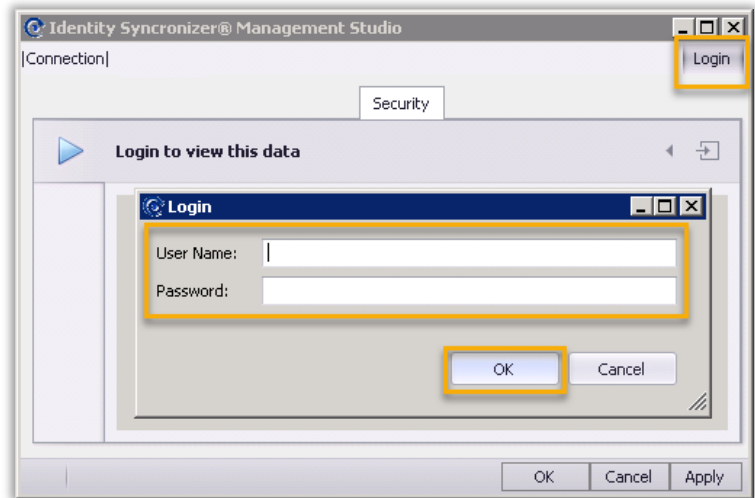 Identity Syncronizer® Management Studio
|Connection|
Login
Security
Login to view this data
Login
User Name:
Password:
OK Cancel
OK Cancel Apply